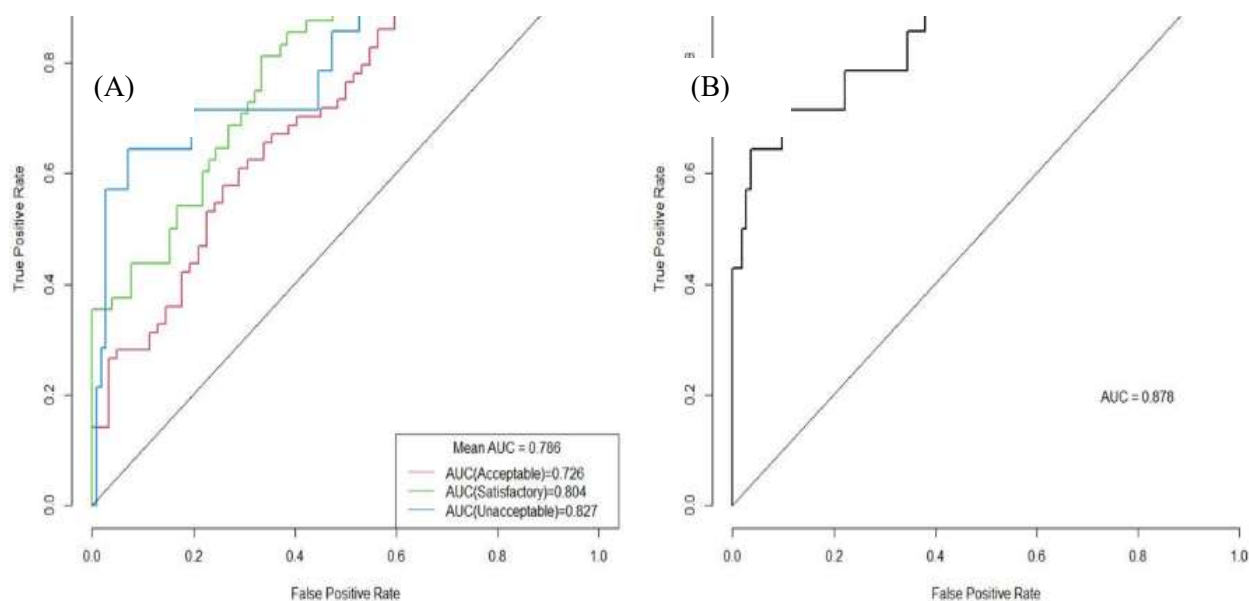 (A)
True Positive Rate
0.0
0.2
0.4
0.6
0.8
Mean AUC = 0.786
AUC(Acceptable)=0.726
AUC(Satisfactory)=0.804
AUC(Unacceptable)=0.827
0.0 0.2 0.4 0.6 0.8 1.0
False Positive Rate
(B)
True Positive Rate
0.0
0.2
0.4
0.6
AUC = 0.878
0.0 0.2 0.4 0.6 0.8 1.0
False Positive Rate